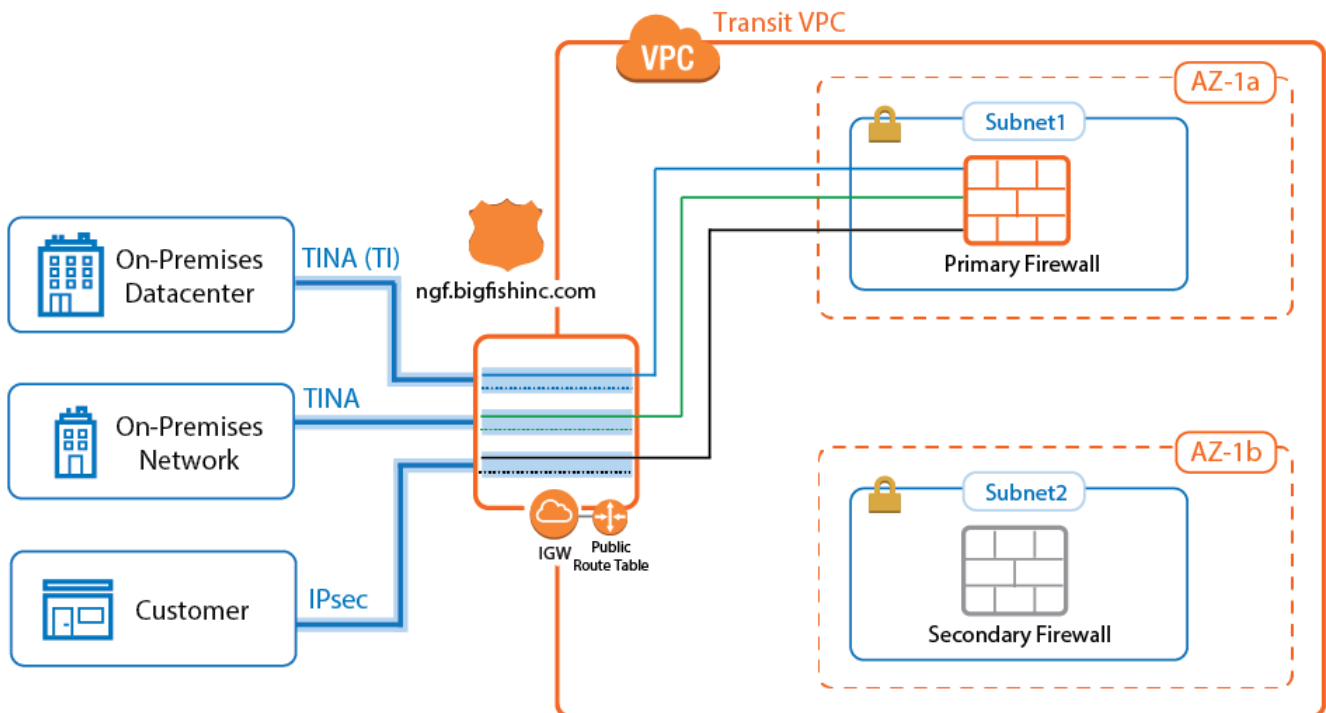 Transit VPC
VPC
AZ-1a
Subnet1
Primary Firewall
On-Premises
Datacenter
TINA (TI)
ngf.bigfishinc.com
On-Premises
Network
TINA
Customer
IPsec
IGW
Public
Route Table
AZ-1b
Subnet2
Secondary Firewall